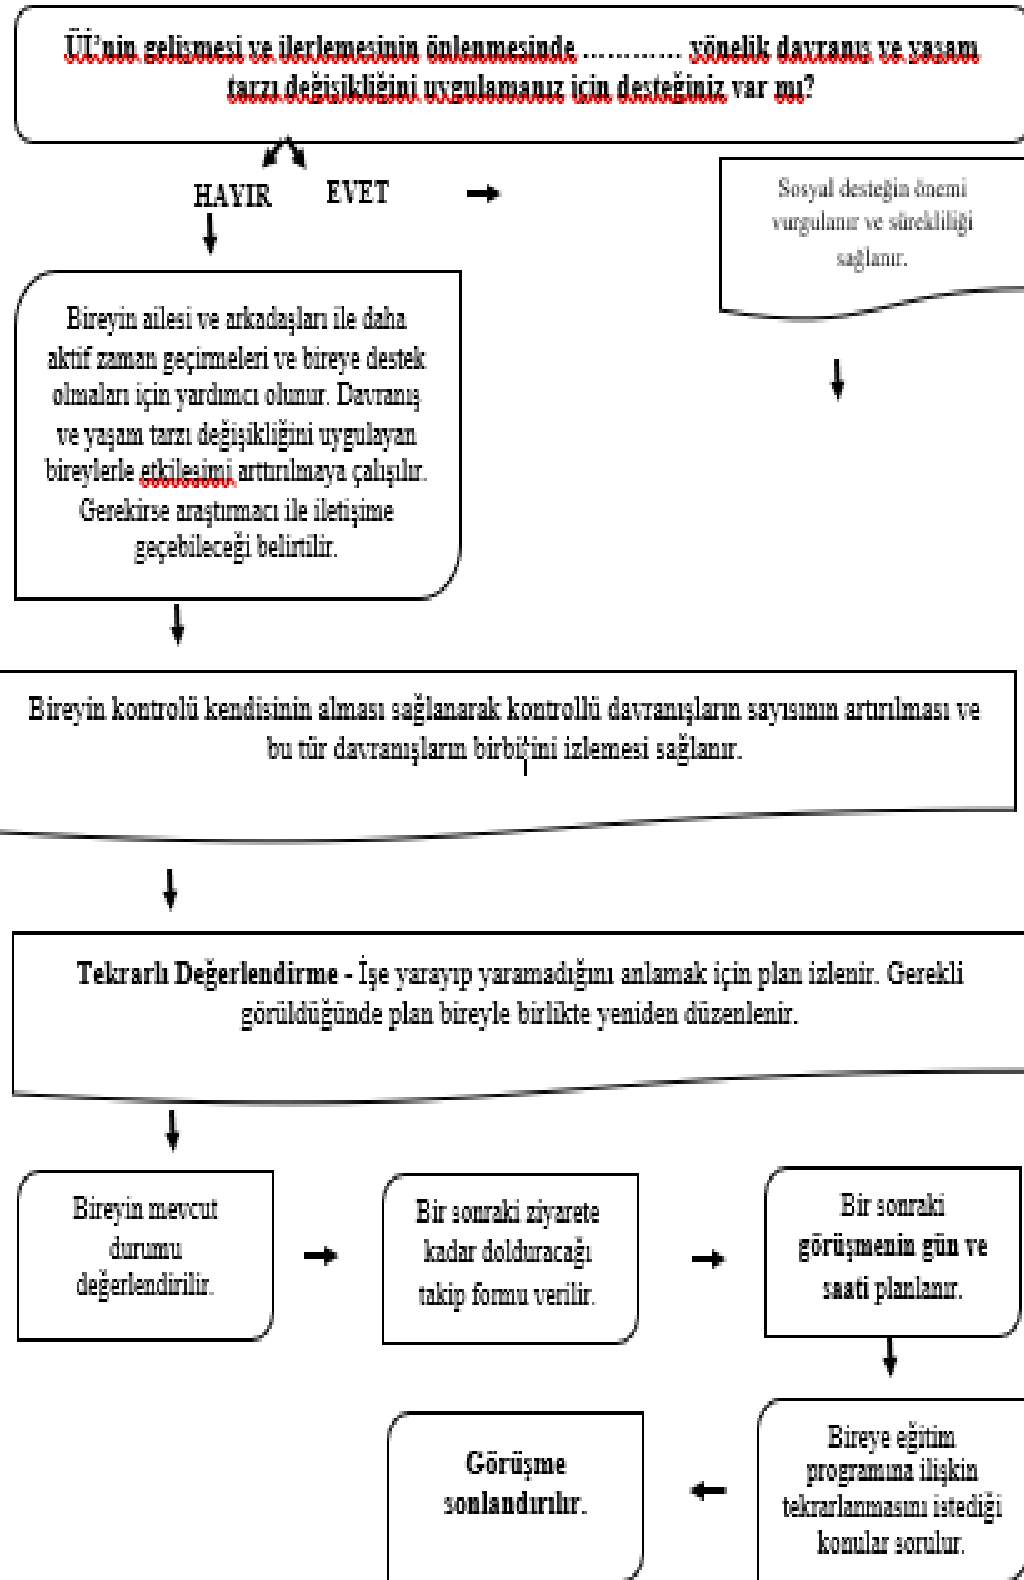 Üİ'nin gelişmesi ve ilerlemesinin önlenmesinde ………… yönelik davranış ve yaşam
tarzı değişikliğini uygulamanız için desteğiniz var mı?
HAYIR
EVET
Sosyal desteğin önemi
vurgulanır ve sürekliliği
sağlanır.
Bireyin ailesi ve arkadaşları ile daha
aktif zaman geçirmeleri ve bireye destek
olmaları için yardımcı olunur. Davranış
ve yaşam tarzı değişikliğini uygulayan
bireylerle etkileşimi arttırılmaya çalışılır.
Gerekirse araştırmacı ile iletişime
geçebileceği belirtilir.
Bireyin kontrolü kendisinin alması sağlanarak kontrollü davranışların sayısının artırılması ve
bu tür davranışların birbirini izlemesi sağlanır.
Tekrarlı Değerlendirme - İşe yarayıp yaramadığını anlamak için plan izlenir. Gerekli
görüldüğünde plan bireyle birlikte yeniden düzenlenir.
Bireyin mevcut
durumu
değerlendirilir.
Bir sonraki ziyarete
kadar dolduracağı
takip formu verilir.
Bir sonraki
görüşmenin gün ve
saati planlanır.
Bireye eğitim
programına ilişkin
tekrarlanmasını istediği
konular sorulur.
Görüşme
sonlandırılır.